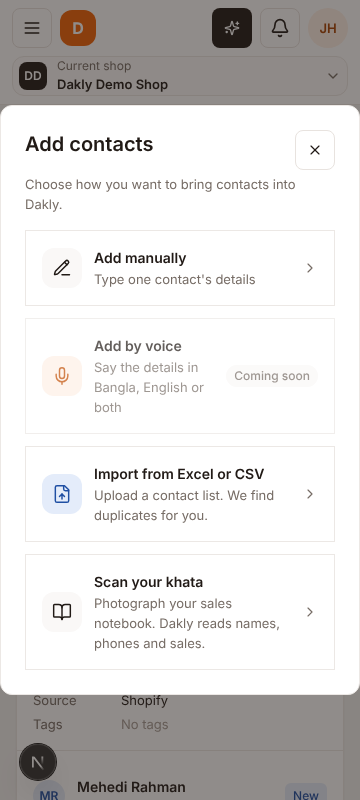 D
JH
DD
Current shop
Dakly Demo Shop
Add contacts
Choose how you want to bring contacts into
Dakly.
Add manually
Type one contact's details
Add by voice
Say the details in
Bangla, English or
both
Coming soon
Import from Excel or CSV
Upload a contact list. We find
duplicates for you.
Scan your khata
Photograph your sales
notebook. Dakly reads names,
phones and sales.
Source Shopify
Tags No tags
N
MR
Mehedi Rahman
New